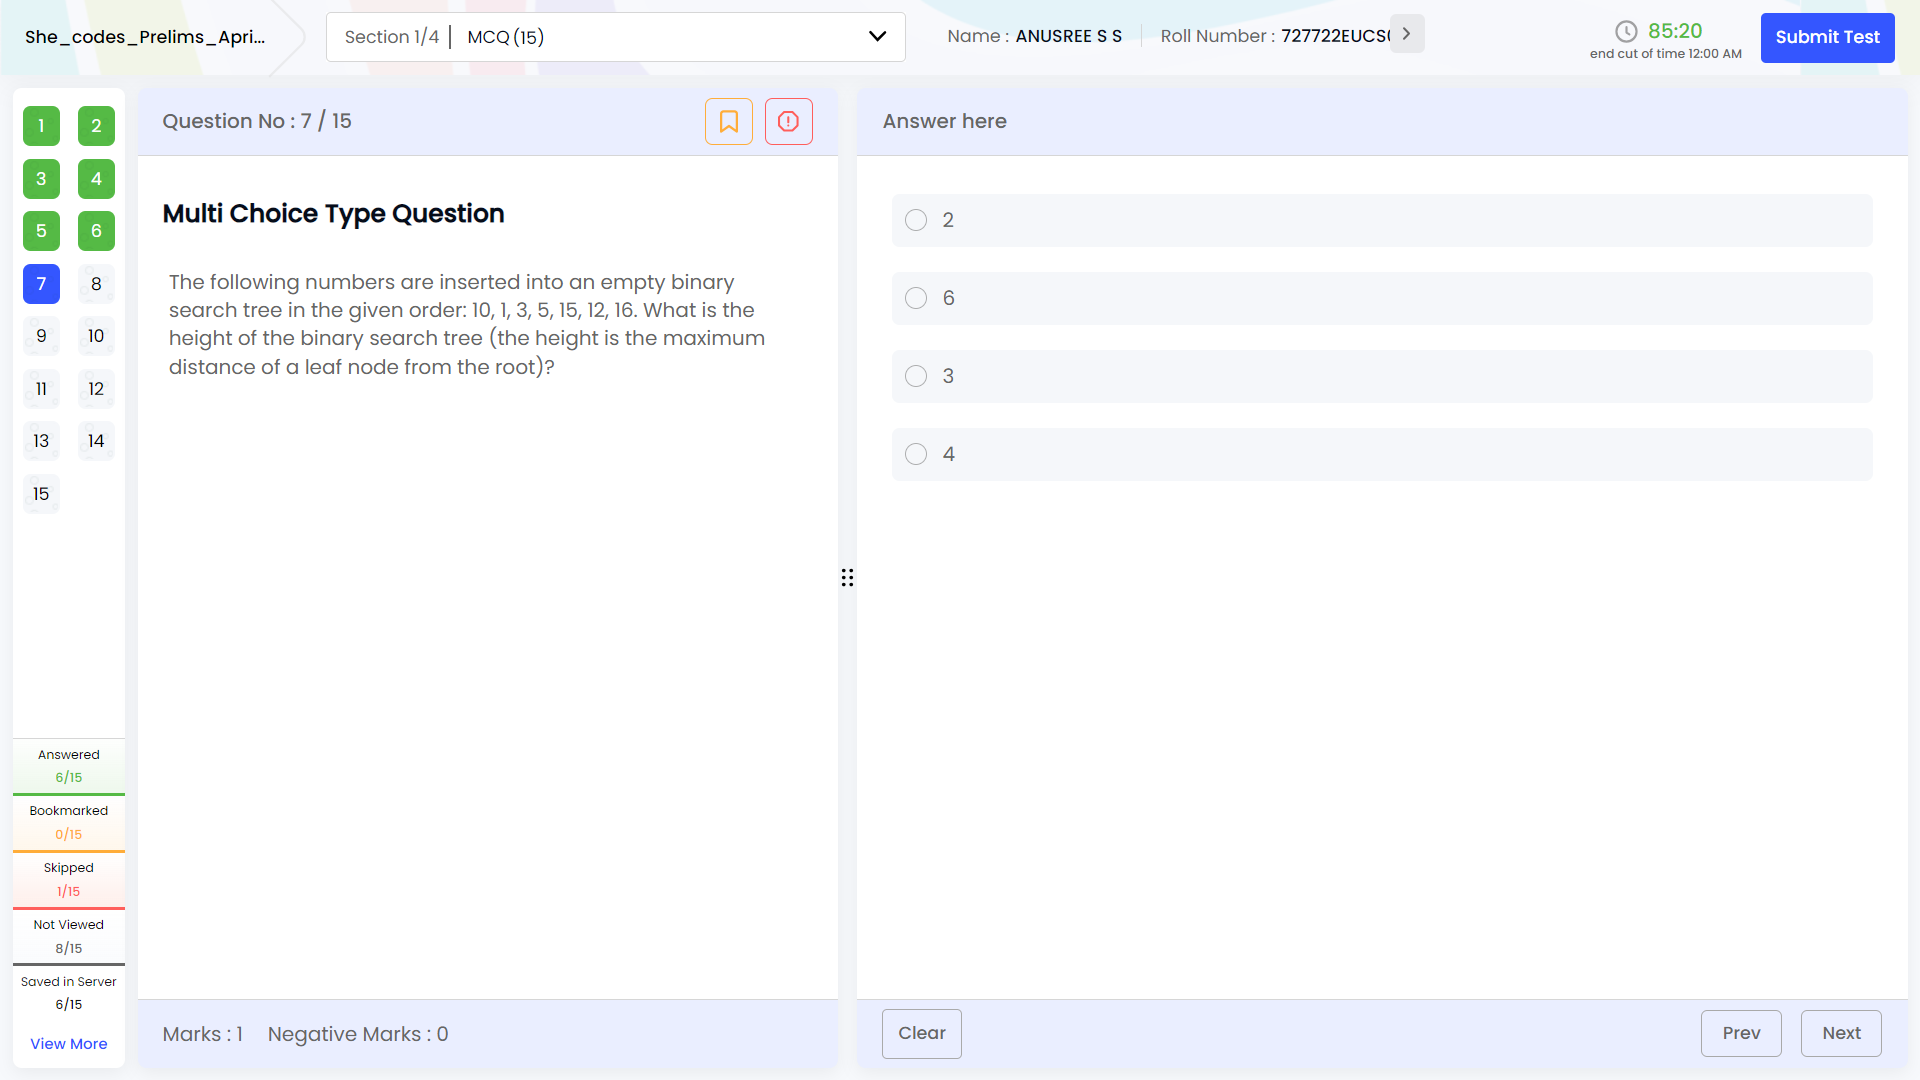 She_codes_Prelims_Apri...
Section 1/4 | MCQ (15)
Name : ANUSREE S S
Roll Number : 727722EUCS
85:20
end cut of time 12:00 AM
Submit Test
1 2
3 4
5 6
7 8
9 10
11 12
13 14
15
Answered
6/15
Bookmarked
0/15
Skipped
1/15
Not Viewed
8/15
Saved in Server
6/15
View More
Question No : 7 / 15
Multi Choice Type Question
The following numbers are inserted into an empty binary
search tree in the given order: 10, 1, 3, 5, 15, 12, 16. What is the
height of the binary search tree (the height is the maximum
distance of a leaf node from the root)?
Marks : 1 Negative Marks : 0
Answer here
2
6
3
4
Clear
Prev
Next